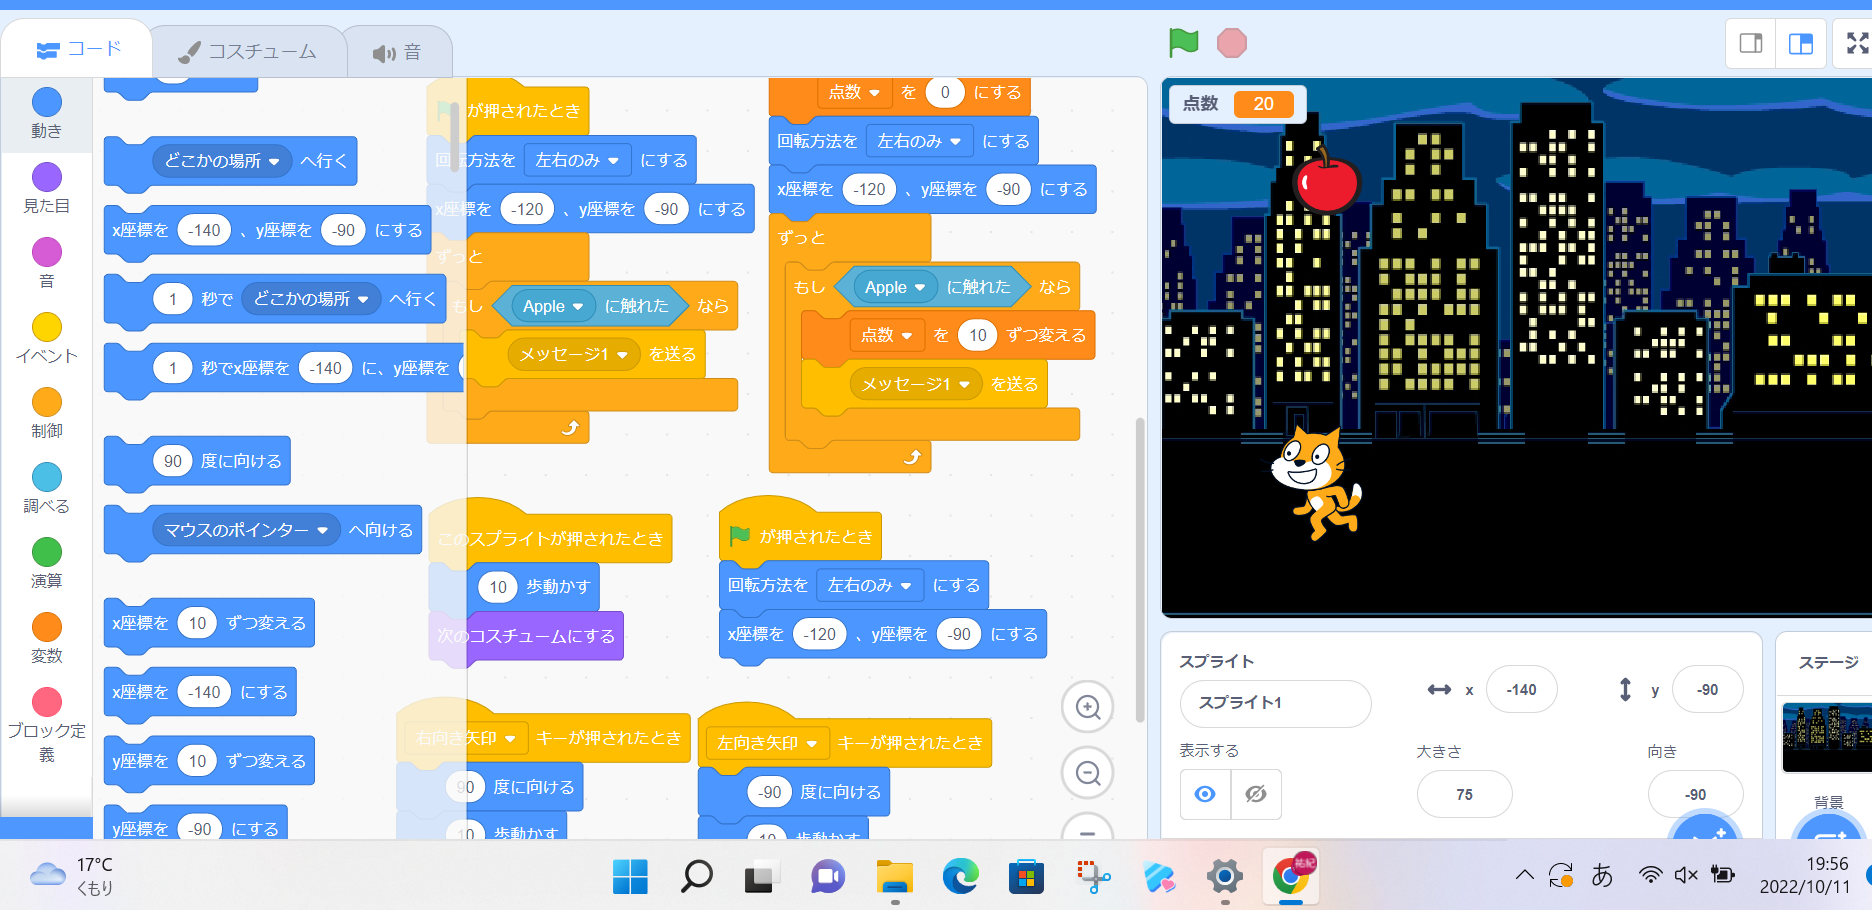 コード
コスチューム
音
動き
見た目
音
イベント
制御
調べる
演算
変数
ブロック定
義
どこかの場所 へ行く
x座標を -140 、y座標を -90 にする
1 秒で どこかの場所 へ行く
1 秒でx座標を -140 に、y座標を
90 度に向ける
マウスのポインター へ向ける
x座標を 10 ずつ変える
x座標を -140 にする
y座標を 10 ずつ変える
y座標を -90 にする
が押されたとき
回転方法を 左右のみ にする
x座標を -120 、y座標を -90 にする
ずっと
もし Apple に触れた なら
メッセージ1 を送る
点数 を 0 にする
回転方法を 左右のみ にする
x座標を -120 、y座標を -90 にする
ずっと
もし Apple に触れた なら
点数 を 10 ずつ変える
メッセージ1 を送る
このスプライトが押されたとき
10 歩動かす
次のコスチュームにする
が押されたとき
回転方法を 左右のみ にする
x座標を -120 、y座標を -90 にする
右向き矢印 キーが押されたとき
90 度に向ける
10 歩動かす
左向き矢印 キーが押されたとき
-90 度に向ける
10 歩動かす
点数 20
スプライト
スプライト1
x -140
y -90
表示する
大きさ
75
向き
-90
ステージ
背景
17°C
くもり
祐紀
あ
19:56
2022/10/11